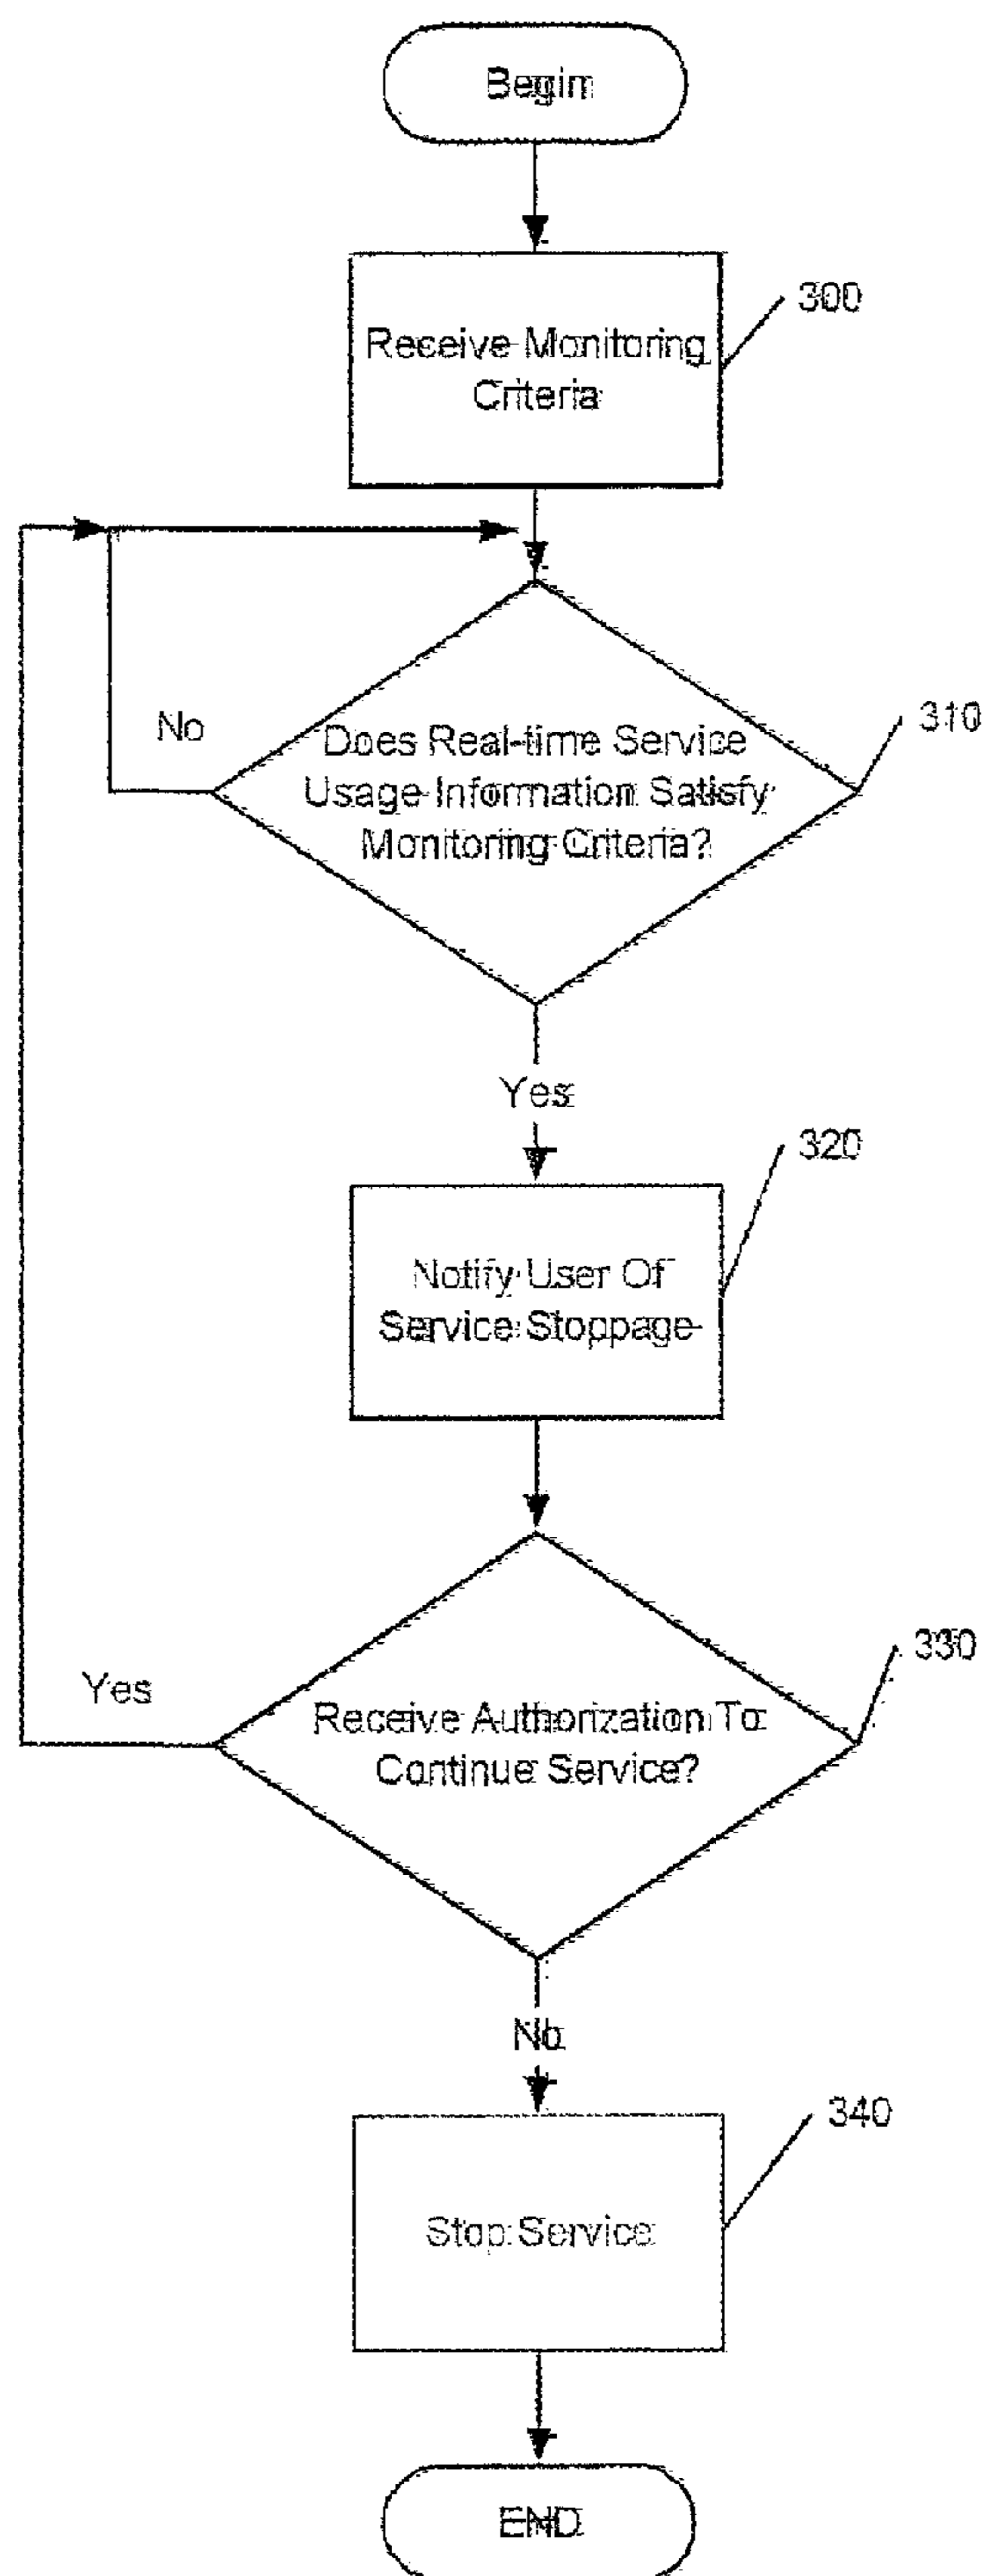 Begin
300
Receive Monitoring
Criteria
310
No
Does Real-time Service
Usage Information Satisfy
Monitoring Criteria?
Yes
320
Notify User Of
Service Stoppage
330
Yes
Receive Authorization To
Continue Service?
No
340
Stop Service
END